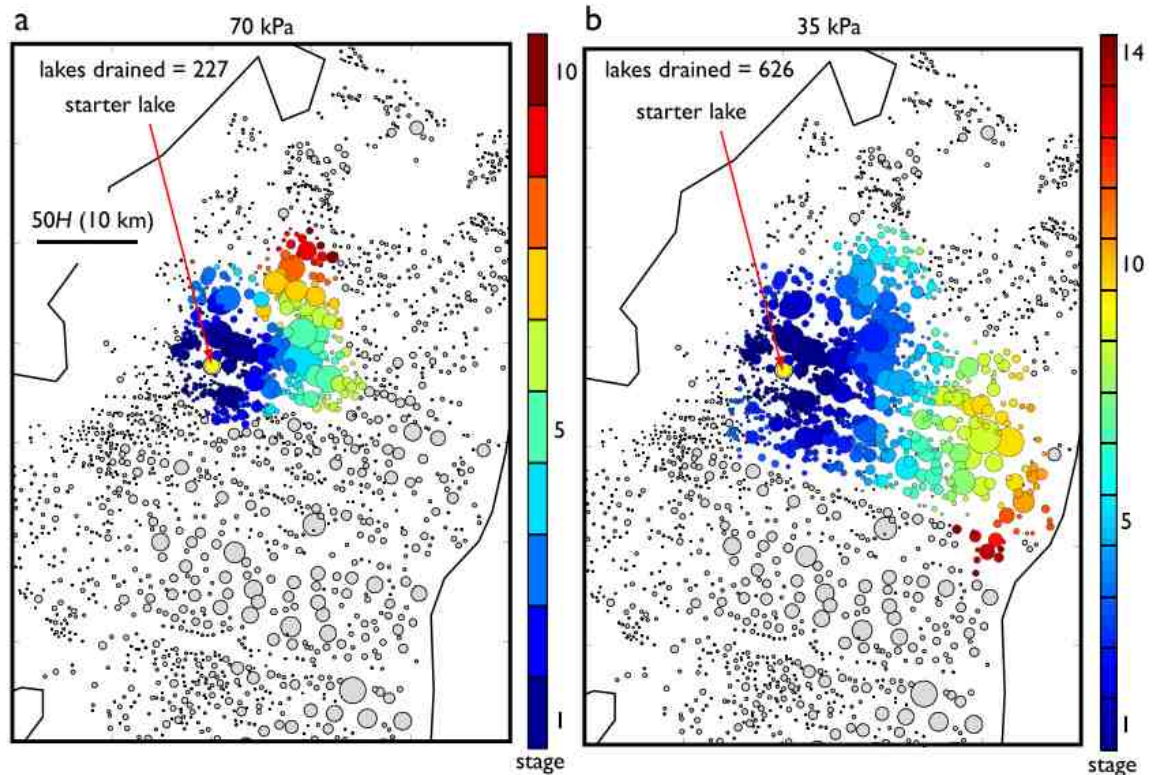 a
70 kPa
lakes drained = 227
starter lake
50H (10 km)
10
5
1
stage
b
35 kPa
lakes drained = 626
starter lake
14
10
5
1
stage